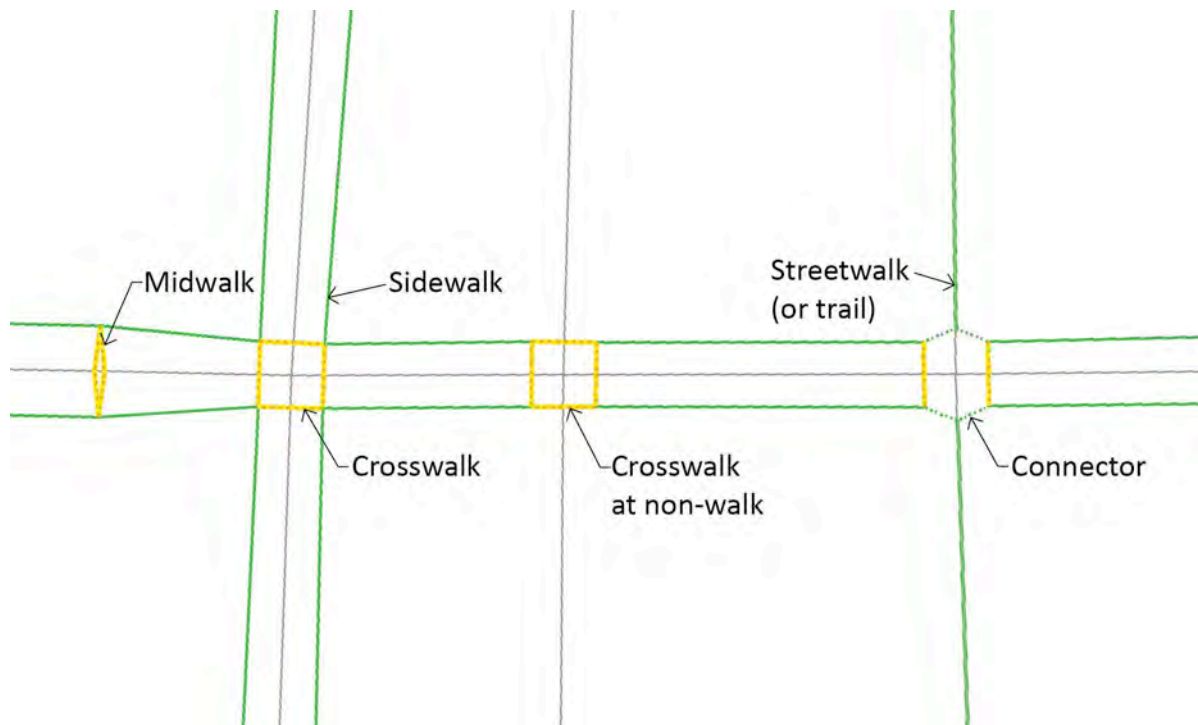 Midwalk
Sidewalk
Streetwalk
(or trail)
Crosswalk
Crosswalk
at non-walk
Connector